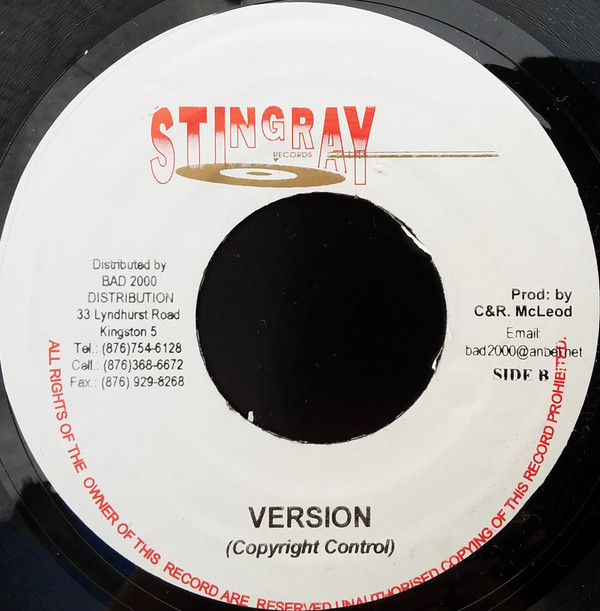 STINGRAY
RECORDS
Distributed by
BAD 2000
DISTRIBUTION
33 Lyndhurst Road
Kingston 5
Tel.: (876)754-6128
Cell.: (876)368-6672
Fax.: (876) 929-8268
Prod: by
C&R. McLeod
Email:
bad2000@anbel.net
SIDE B
VERSION
(Copyright Control)
ALL RIGHTS OF THE OWNER OF THIS RECORD ARE RESERVED UNAUTHORISED COPYING OF THIS RECORD PROHIBITED.